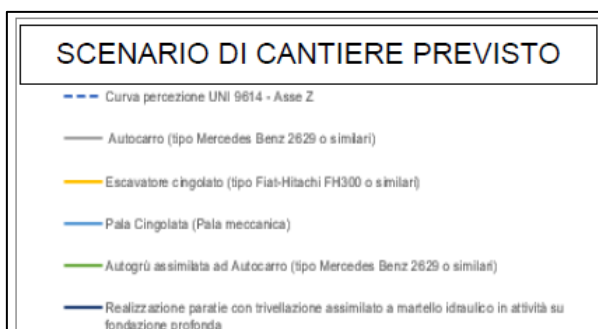 SCENARIO DI CANTIERE PREVISTO
Curva percezione UNI 9614 - Asse Z
Autocarro (tipo Mercedes Benz 2629 o similari)
Escavatore cingolato (tipo Fiat-Hitachi FH300 o similari)
Pala Cingolata (Pala meccanica)
Autogrù assimilata ad Autocarro (tipo Mercedes Benz 2629 o similari)
Realizzazione paratie con trivellazione assimilato a martello idraulico in attività su
fondazione profonda